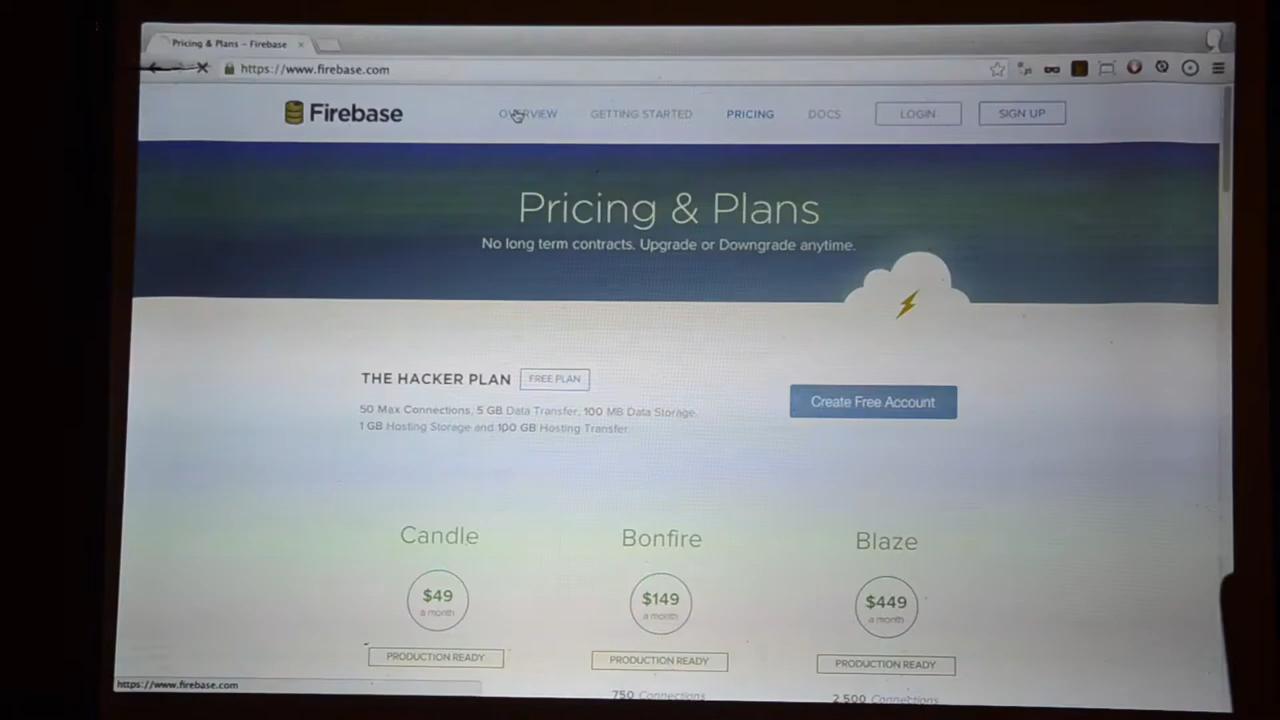 Pricing & Plans – Firebase
https://www.firebase.com
Firebase OVERVIEW GETTING STARTED PRICING DOCS LOGIN SIGN UP
Pricing & Plans
No long term contracts. Upgrade or Downgrade anytime.
THE HACKER PLAN FREE PLAN
50 Max Connections, 5 GB Data Transfer, 100 MB Data Storage,
1 GB Hosting Storage and 100 GB Hosting Transfer
Create Free Account
Candle Bonfire Blaze
$49 $149 $449
a month a month a month
PRODUCTION READY PRODUCTION READY PRODUCTION READY
750 Connections 2,500 Connections
https://www.firebase.com